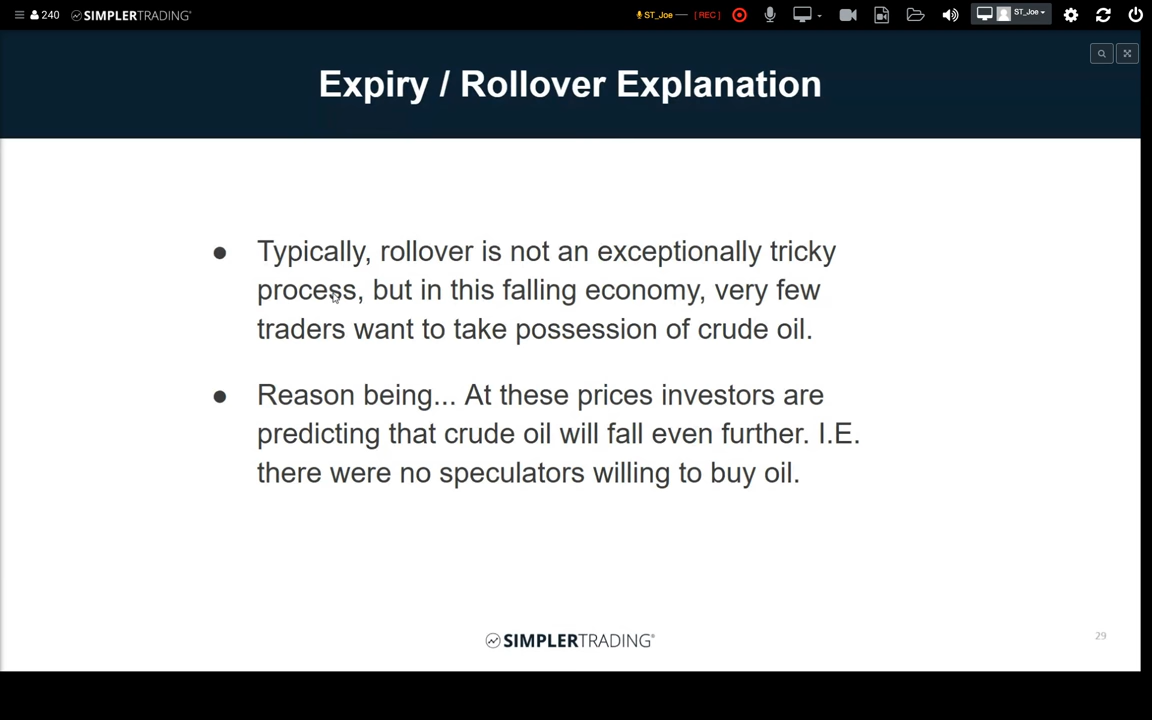 240 SIMPLERTRADING® ST_Joe [ REC ] ST_Joe
Expiry / Rollover Explanation
● Typically, rollover is not an exceptionally tricky
process, but in this falling economy, very few
traders want to take possession of crude oil.
● Reason being... At these prices investors are
predicting that crude oil will fall even further. I.E.
there were no speculators willing to buy oil.
SIMPLERTRADING®
29